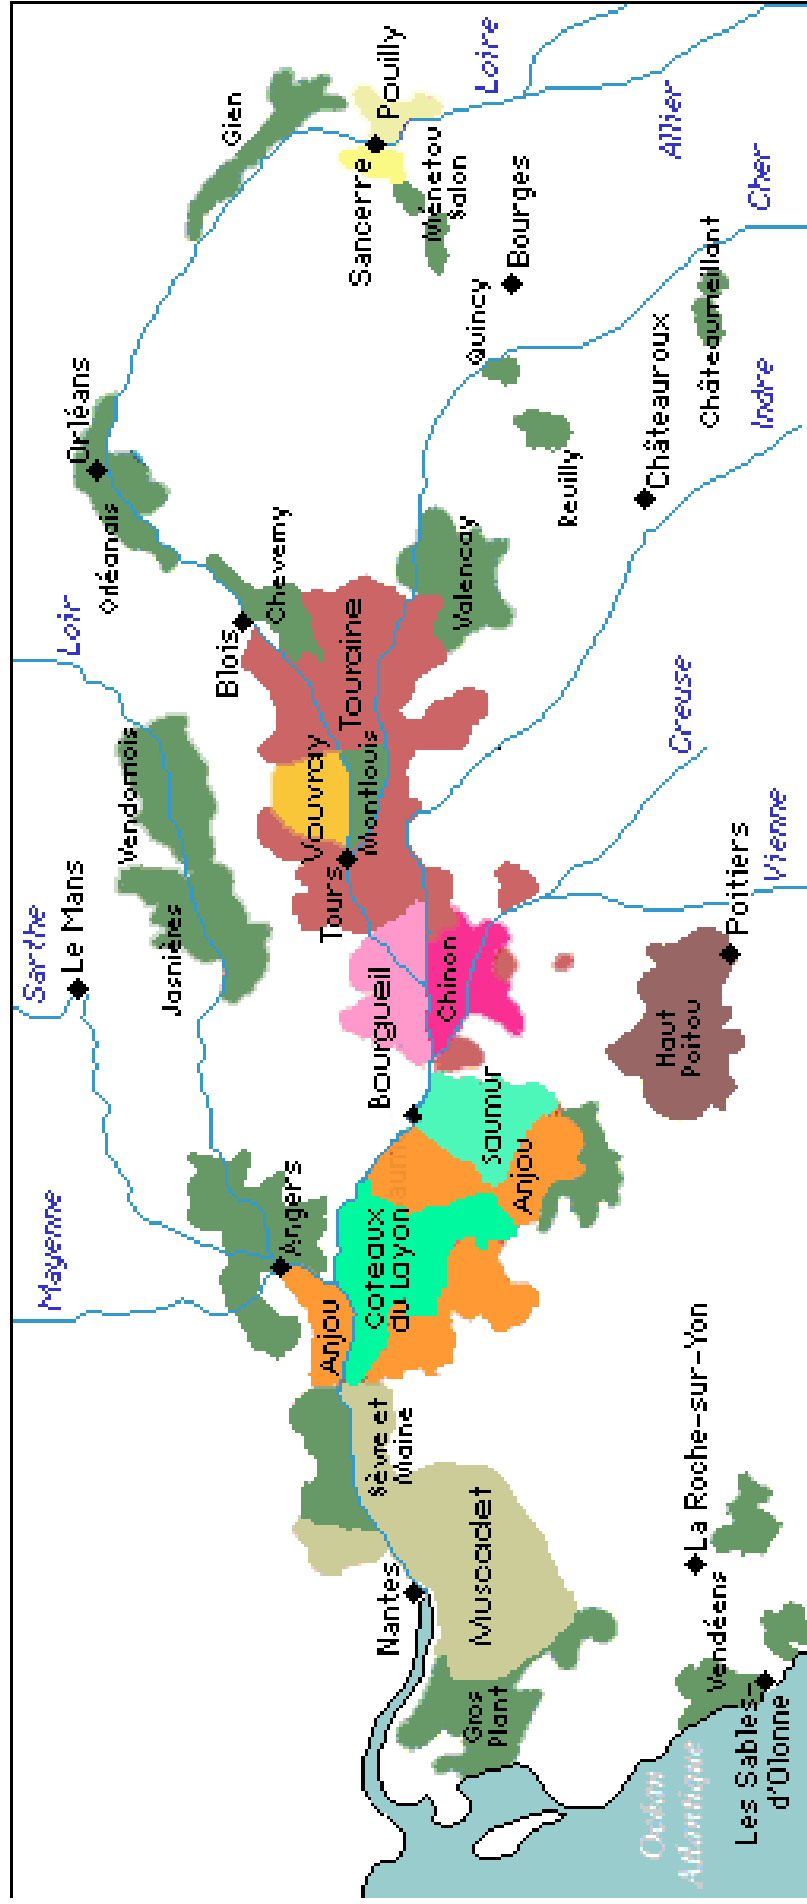 Mayenne
Sarthe
Loir
Le Mans
Orléans
Orléanais
Gien
Vendomois
Jasnières
Blois
Cheverny
Sancerre
Pouilly
Loire
Menetou
Salon
Angers
Anjou
Vouvray
Touraine
Tours
Montlouis
Bourgueil
Chinon
Valencay
Quincy
Bourges
Reuilly
Allier
Cher
Sèvre et
Maine
Coteaux
du Layon
Saumur
Anjou
Nantes
Muscadet
Gros
Plant
Châteauroux
Châteaumeillant
Indre
Creuse
Vienne
Haut
Poitou
Poitiers
La Roche-sur-Yon
Vendéens
Les Sables-
d'Olonne
Océan
Atlantique